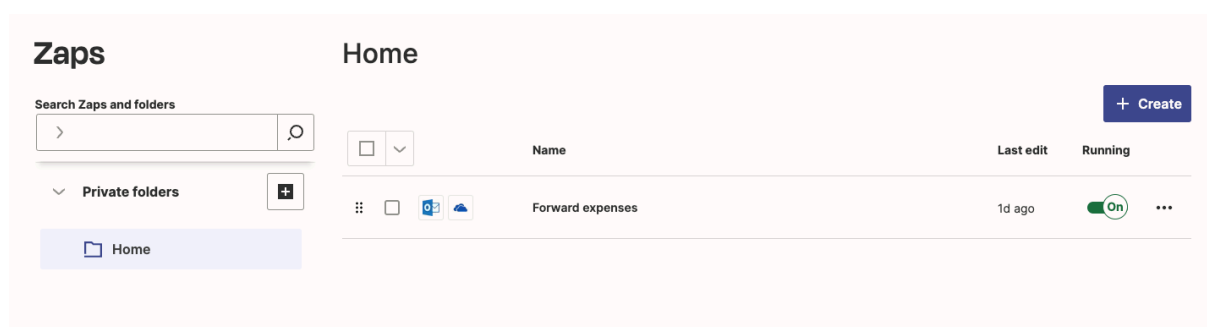 Zaps
Search Zaps and folders
Private folders
Home
Home
+ Create
Name Last edit Running
Forward expenses 1d ago On